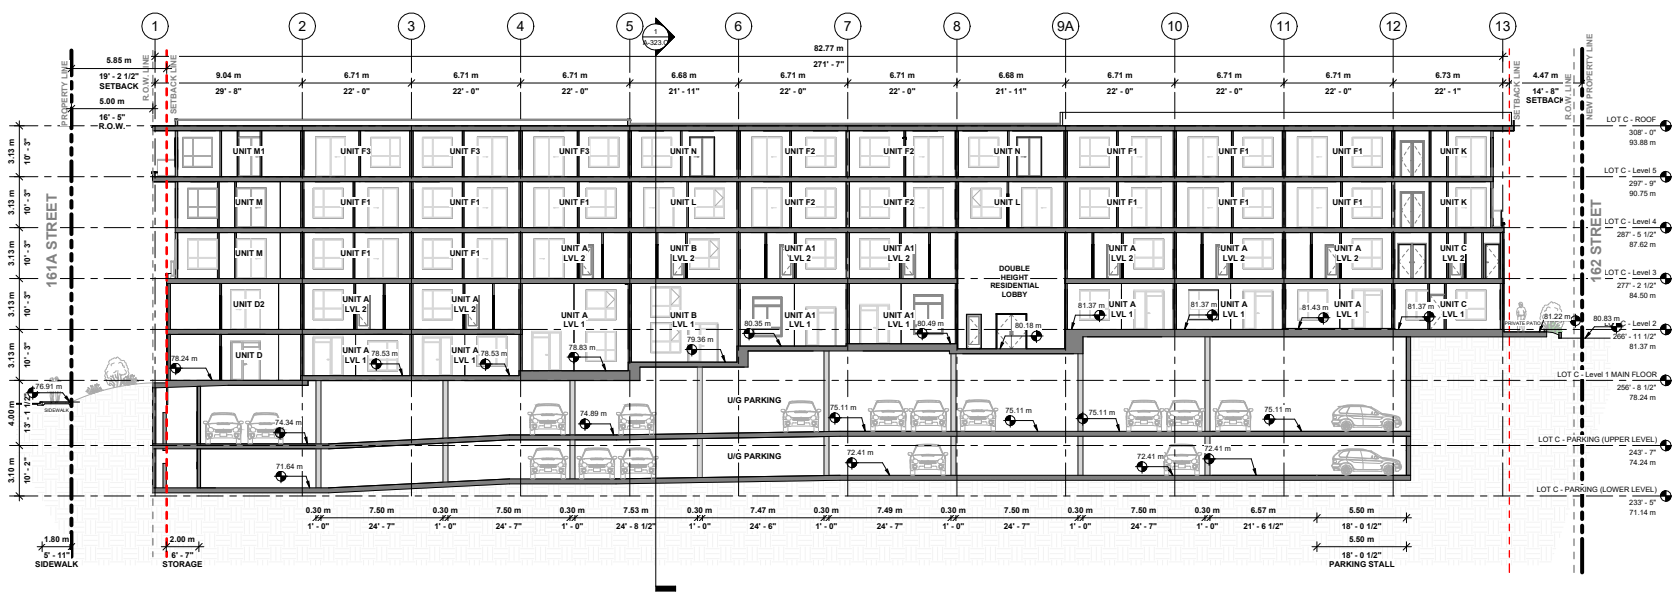 1 2 3 4 5 6 7 8 9A 10 11 12 13
1
A-323.0
82.77 m
271' - 7"
5.85 m
19' - 2 1/2"
SETBACK
5.00 m
16' - 5"
R.O.W.
PROPERTY LINE
R.O.W. LINE
SETBACK LINE
9.04 m 6.71 m 6.71 m 6.71 m 6.68 m 6.71 m 6.71 m 6.68 m 6.71 m 6.71 m 6.71 m 6.73 m
29' - 8" 22' - 0" 22' - 0" 22' - 0" 21' - 11" 22' - 0" 22' - 0" 21' - 11" 22' - 0" 22' - 0" 22' - 0" 22' - 1"
SETBACK LINE
4.47 m
14' - 8"
SETBACK
R.O.W. LINE
NEW PROPERTY LINE
LOT C - ROOF
308' - 0"
93.88 m
3.13 m
10' - 3"
UNIT M1 UNIT F3 UNIT F3 UNIT N UNIT F2 UNIT F2 UNIT N UNIT F1 UNIT F1 UNIT F1 UNIT K
LOT C - Level 5
297' - 9"
90.75 m
3.13 m
10' - 3"
UNIT M UNIT F1 UNIT F1 UNIT L UNIT F2 UNIT F2 UNIT L UNIT F1 UNIT F1 UNIT F1 UNIT K
LOT C - Level 4
287' - 5 1/2"
87.62 m
161A STREET
162 STREET
3.13 m
10' - 3"
UNIT M UNIT F1 UNIT F1 UNIT A LVL 2 UNIT B LVL 2 UNIT A1 LVL 2 UNIT A1 LVL 2 UNIT A LVL 2 UNIT A LVL 2 UNIT A LVL 2 UNIT C LVL 2
DOUBLE
HEIGHT
RESIDENTIAL
LOBBY
LOT C - Level 3
277' - 2 1/2"
84.50 m
3.13 m
10' - 3"
UNIT D2 UNIT A LVL 2 UNIT A LVL 2 UNIT A LVL 1 UNIT B LVL 1 UNIT A1 LVL 1 UNIT A1 LVL 1 UNIT A LVL 1 UNIT A LVL 1 UNIT A LVL 1 UNIT C LVL 1
80.35 m 80.49 m 80.18 m 81.37 m 81.37 m 81.43 m 81.37 m
PRIVATE PATIO
81.22 m
80.83 m
- Level 2
266' - 11 1/2"
81.37 m
3.13 m
10' - 3"
UNIT D UNIT A LVL 1 UNIT A LVL 1
78.24 m 78.53 m 78.53 m 78.83 m 79.36 m
LOT C - Level 1 MAIN FLOOR
256' - 8 1/2"
78.24 m
76.91 m
SIDEWALK
4.00 m
13' - 1 1/2"
U/G PARKING
74.34 m 74.89 m 75.11 m 75.11 m 75.11 m 75.11 m
LOT C - PARKING (UPPER LEVEL)
243' - 7"
74.24 m
3.10 m
10' - 2"
U/G PARKING
71.64 m 72.41 m 72.41 m 72.41 m
LOT C - PARKING (LOWER LEVEL)
233' - 5"
71.14 m
0.30 m 7.50 m 0.30 m 7.50 m 0.30 m 7.53 m 0.30 m 7.47 m 0.30 m 7.49 m 0.30 m 7.50 m 0.30 m 7.50 m 0.30 m 6.57 m 5.50 m
1' - 0" 24' - 7" 1' - 0" 24' - 7" 1' - 0" 24' - 8 1/2" 1' - 0" 24' - 6" 1' - 0" 24' - 7" 1' - 0" 24' - 7" 1' - 0" 24' - 7" 1' - 0" 21' - 6 1/2" 18' - 0 1/2"
1.80 m
5' - 11"
SIDEWALK
2.00 m
6' - 7"
STORAGE
5.50 m
18' - 0 1/2"
PARKING STALL